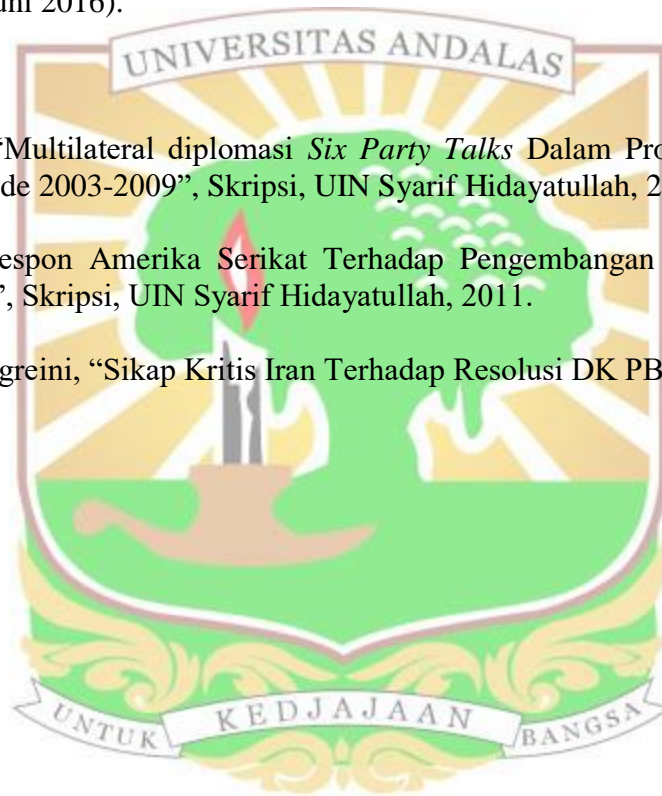 uni 2016).
UNIVERSITAS ANDALAS
“Multilateral diplomasi Six Party Talks Dalam Pro
de 2003-2009”, Skripsi, UIN Syarif Hidayatullah, 2
espon Amerika Serikat Terhadap Pengembangan
”, Skripsi, UIN Syarif Hidayatullah, 2011.
greini, “Sikap Kritis Iran Terhadap Resolusi DK PB
UNTUK KEDJAJAAN BANGSA